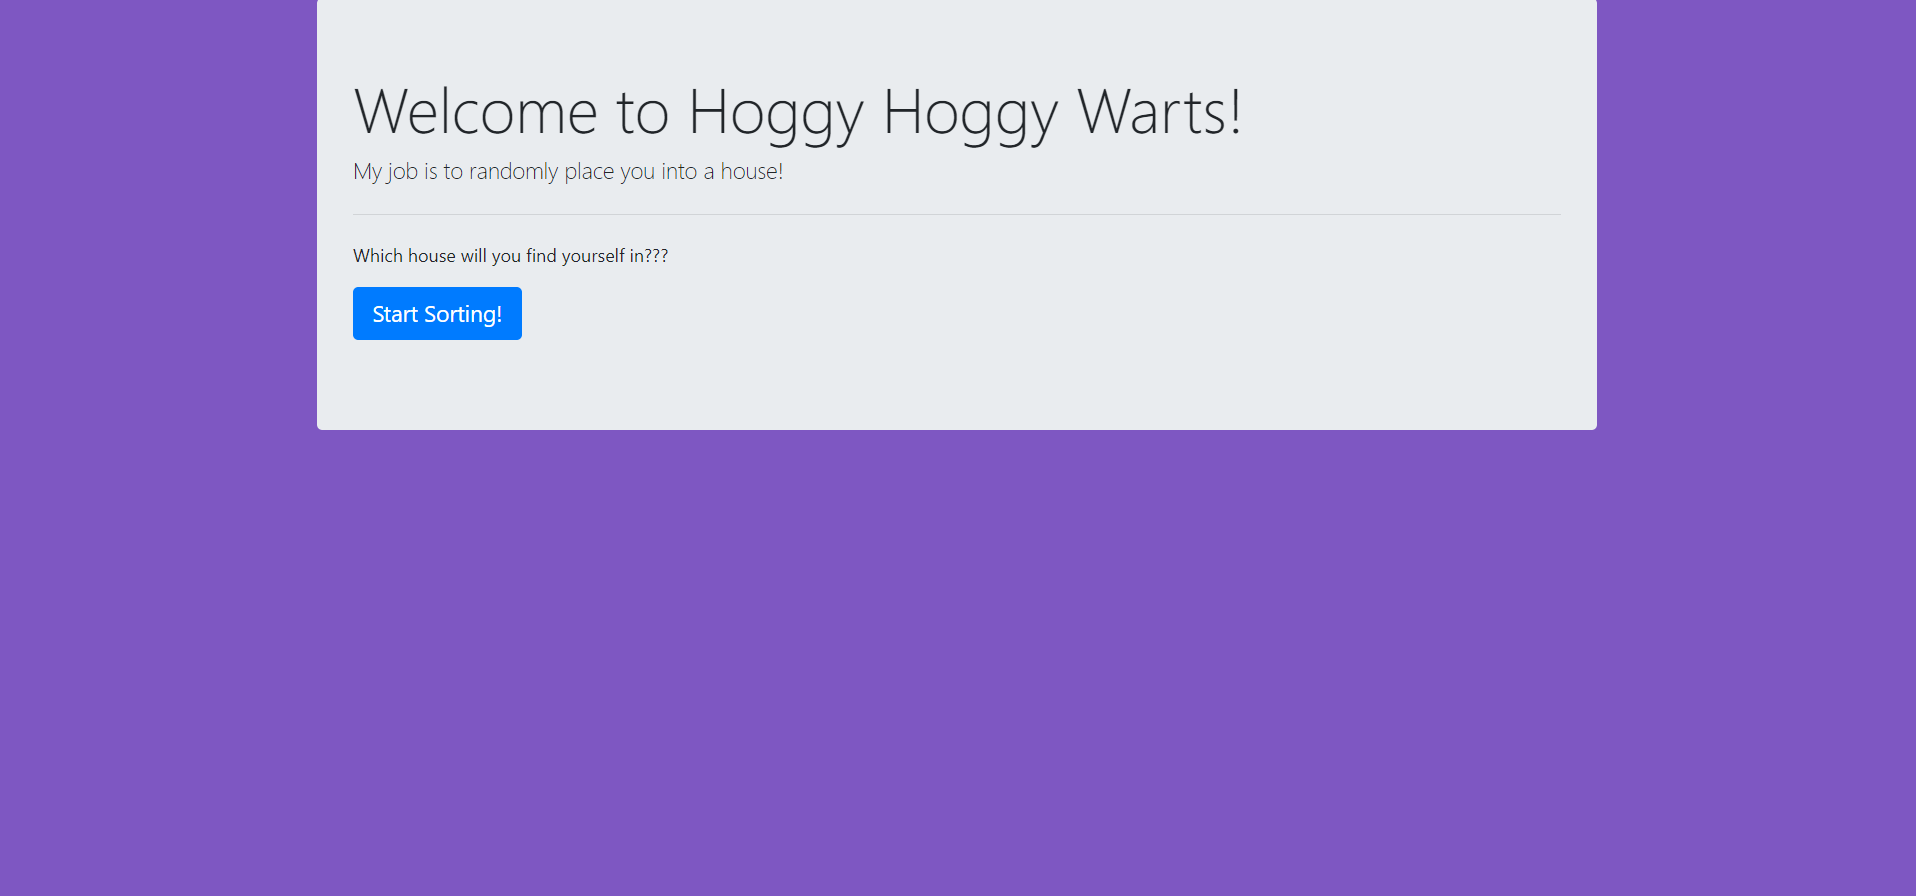 Welcome to Hoggy Hoggy Warts!
My job is to randomly place you into a house!
Which house will you find yourself in???
Start Sorting!